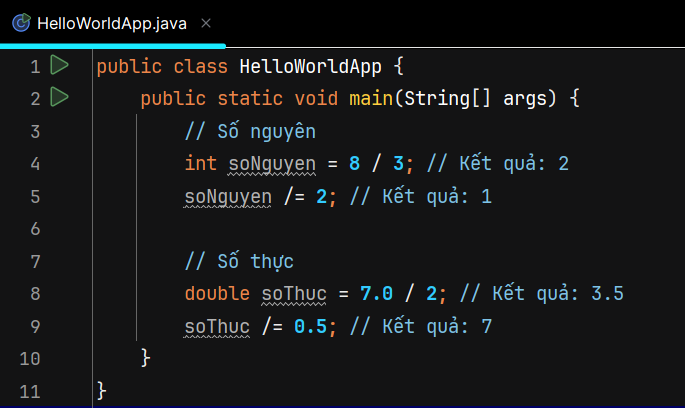 HelloWorldApp.java
1 public class HelloWorldApp {
2     public static void main(String[] args) {
3         // Số nguyên
4         int soNguyen = 8 / 3; // Kết quả: 2
5         soNguyen /= 2; // Kết quả: 1
6
7         // Số thực
8         double soThuc = 7.0 / 2; // Kết quả: 3.5
9         soThuc /= 0.5; // Kết quả: 7
10     }
11 }